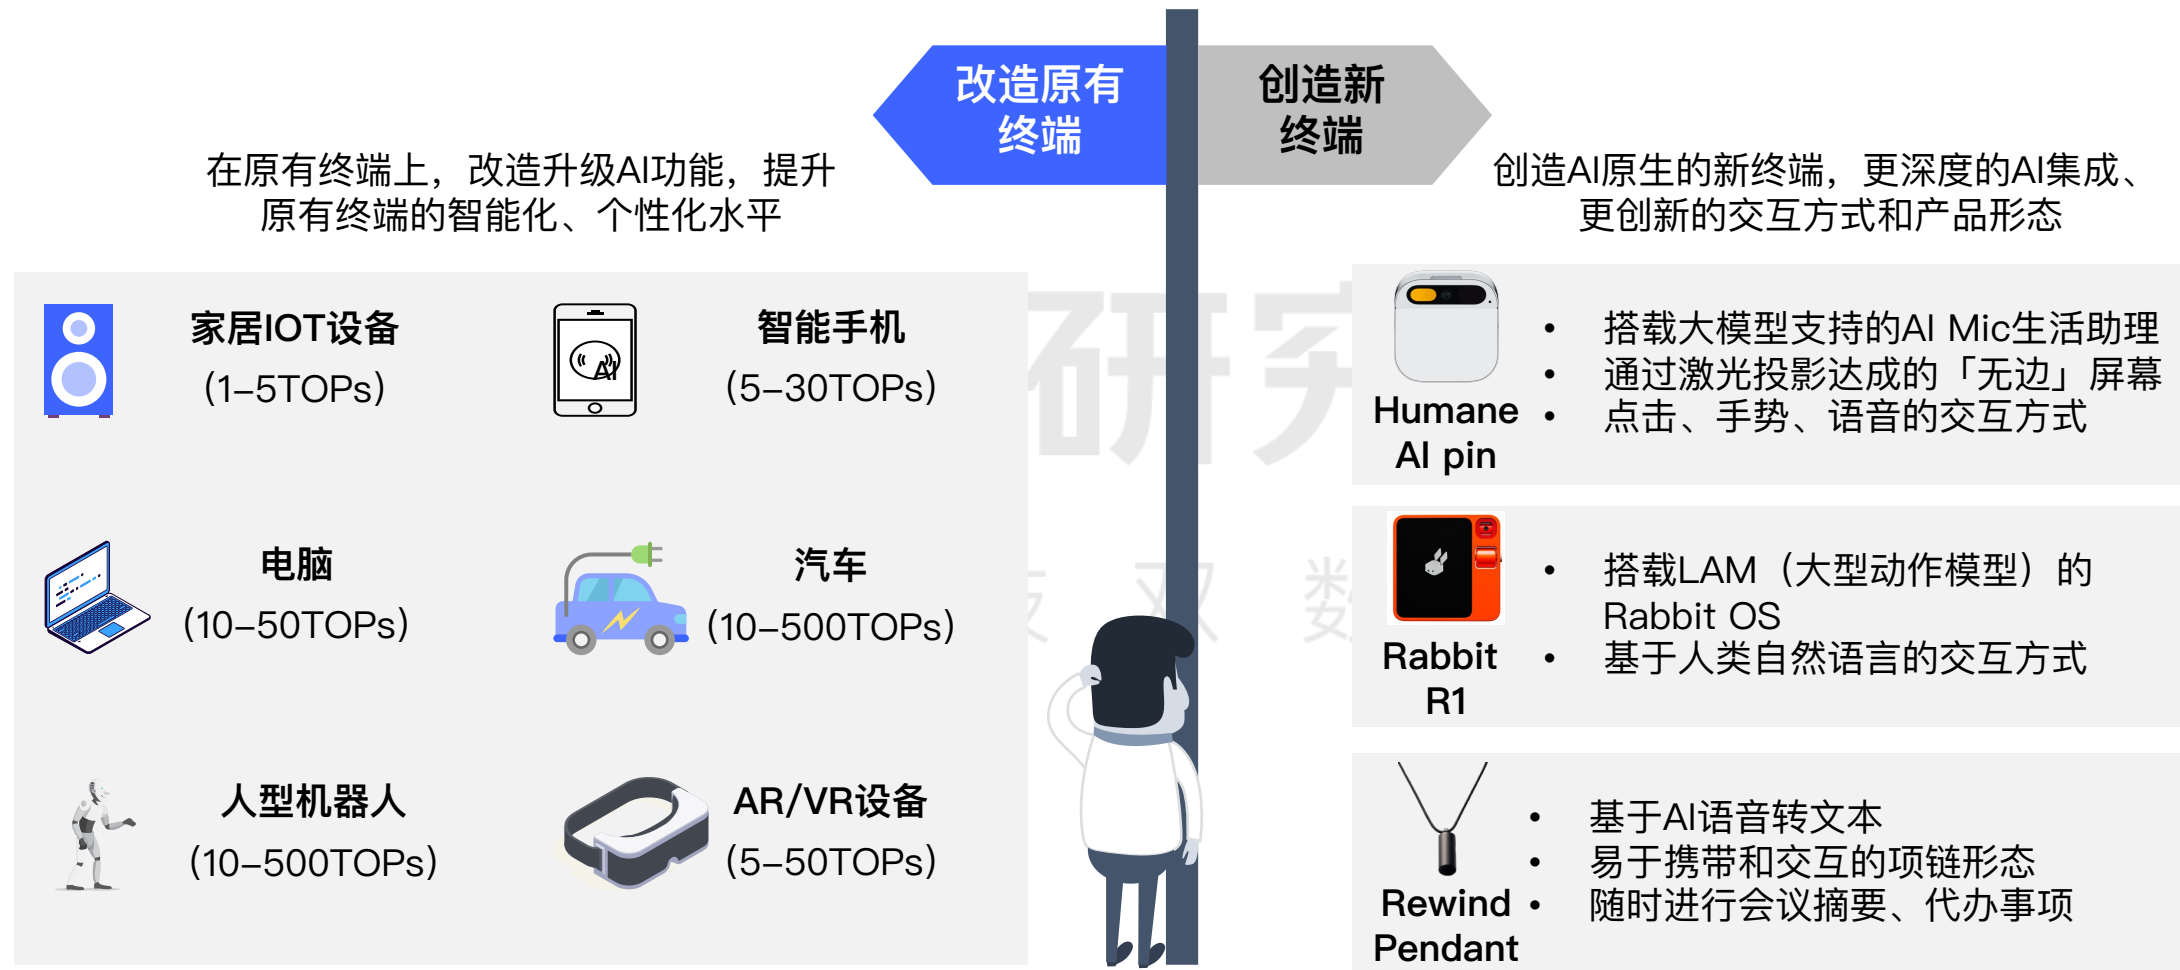 改造原有
终端
创造新
终端
在原有终端上，改造升级AI功能，提升
原有终端的智能化、个性化水平
创造AI原生的新终端，更深度的AI集成、
更创新的交互方式和产品形态
家居IOT设备
（1-5TOPs）
智能手机
（5-30TOPs）
AI
电脑
（10-50TOPs）
汽车
（10-500TOPs）
人型机器人
（10-500TOPs）
AR/VR设备
（5-50TOPs）
Humane
AI pin
• 搭载大模型支持的AI Mic生活助理
• 通过激光投影达成的「无边」屏幕
• 点击、手势、语音的交互方式
Rabbit
R1
• 搭载LAM（大型动作模型）的
Rabbit OS
• 基于人类自然语言的交互方式
Rewind
Pendant
• 基于AI语音转文本
• 易于携带和交互的项链形态
• 随时进行会议摘要、代办事项
研究
双 数